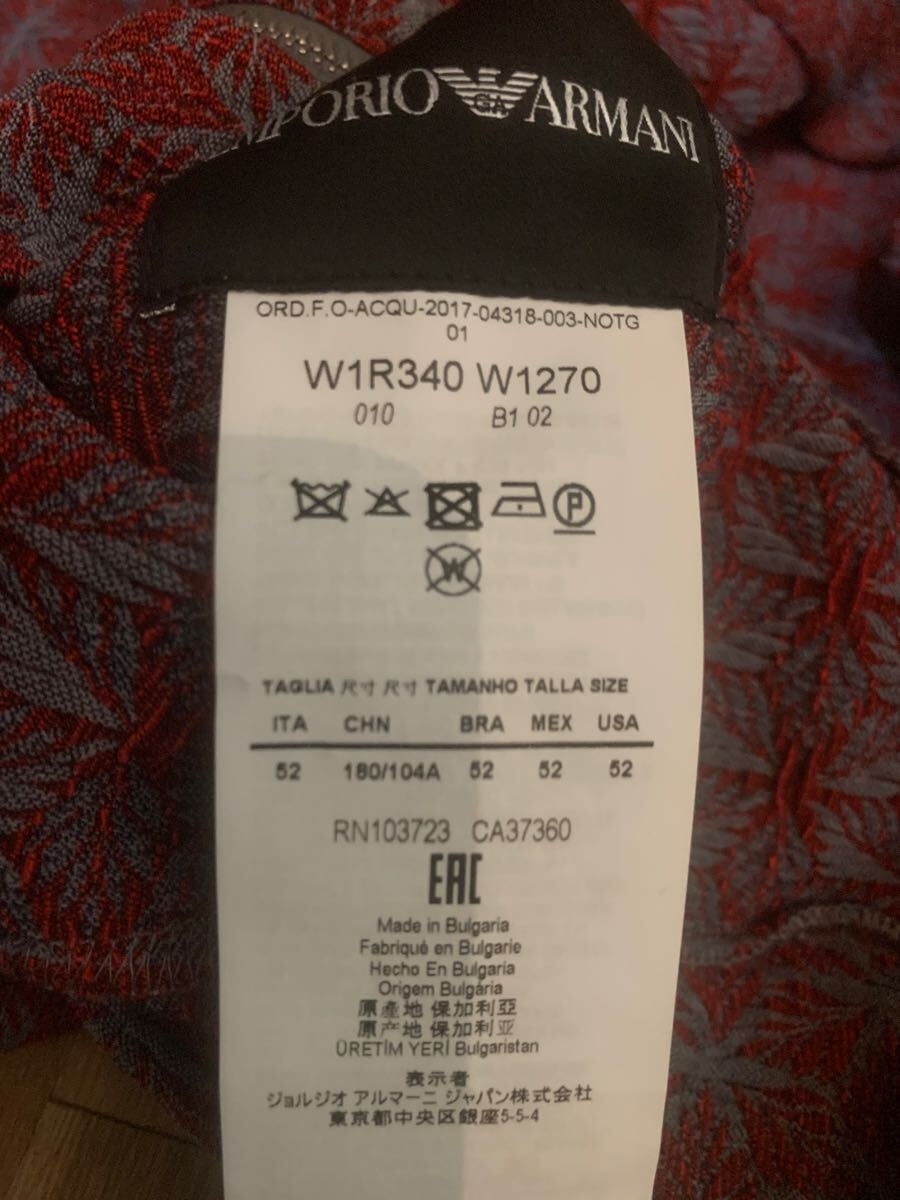 EMPORIO GA ARMANI
ORD.F.O-ACQU-2017-04318-003-NOTG
01
W1R340 W1270
010 B1 02
P
W
TAGLIA 尺寸 尺寸 TAMANHO TALLA SIZE
ITA CHN BRA MEX USA
52 180/104A 52 52 52
RN103723 CA37360
EAC
Made in Bulgaria
Fabriqué en Bulgarie
Hecho En Bulgaria
Origem Bulgária
原產地 保加利亞
原产地 保加利亚
ÜRETİM YERİ Bulgaristan
表示者
ジョルジオ アルマーニ ジャパン株式会社
東京都中央区銀座5-5-4